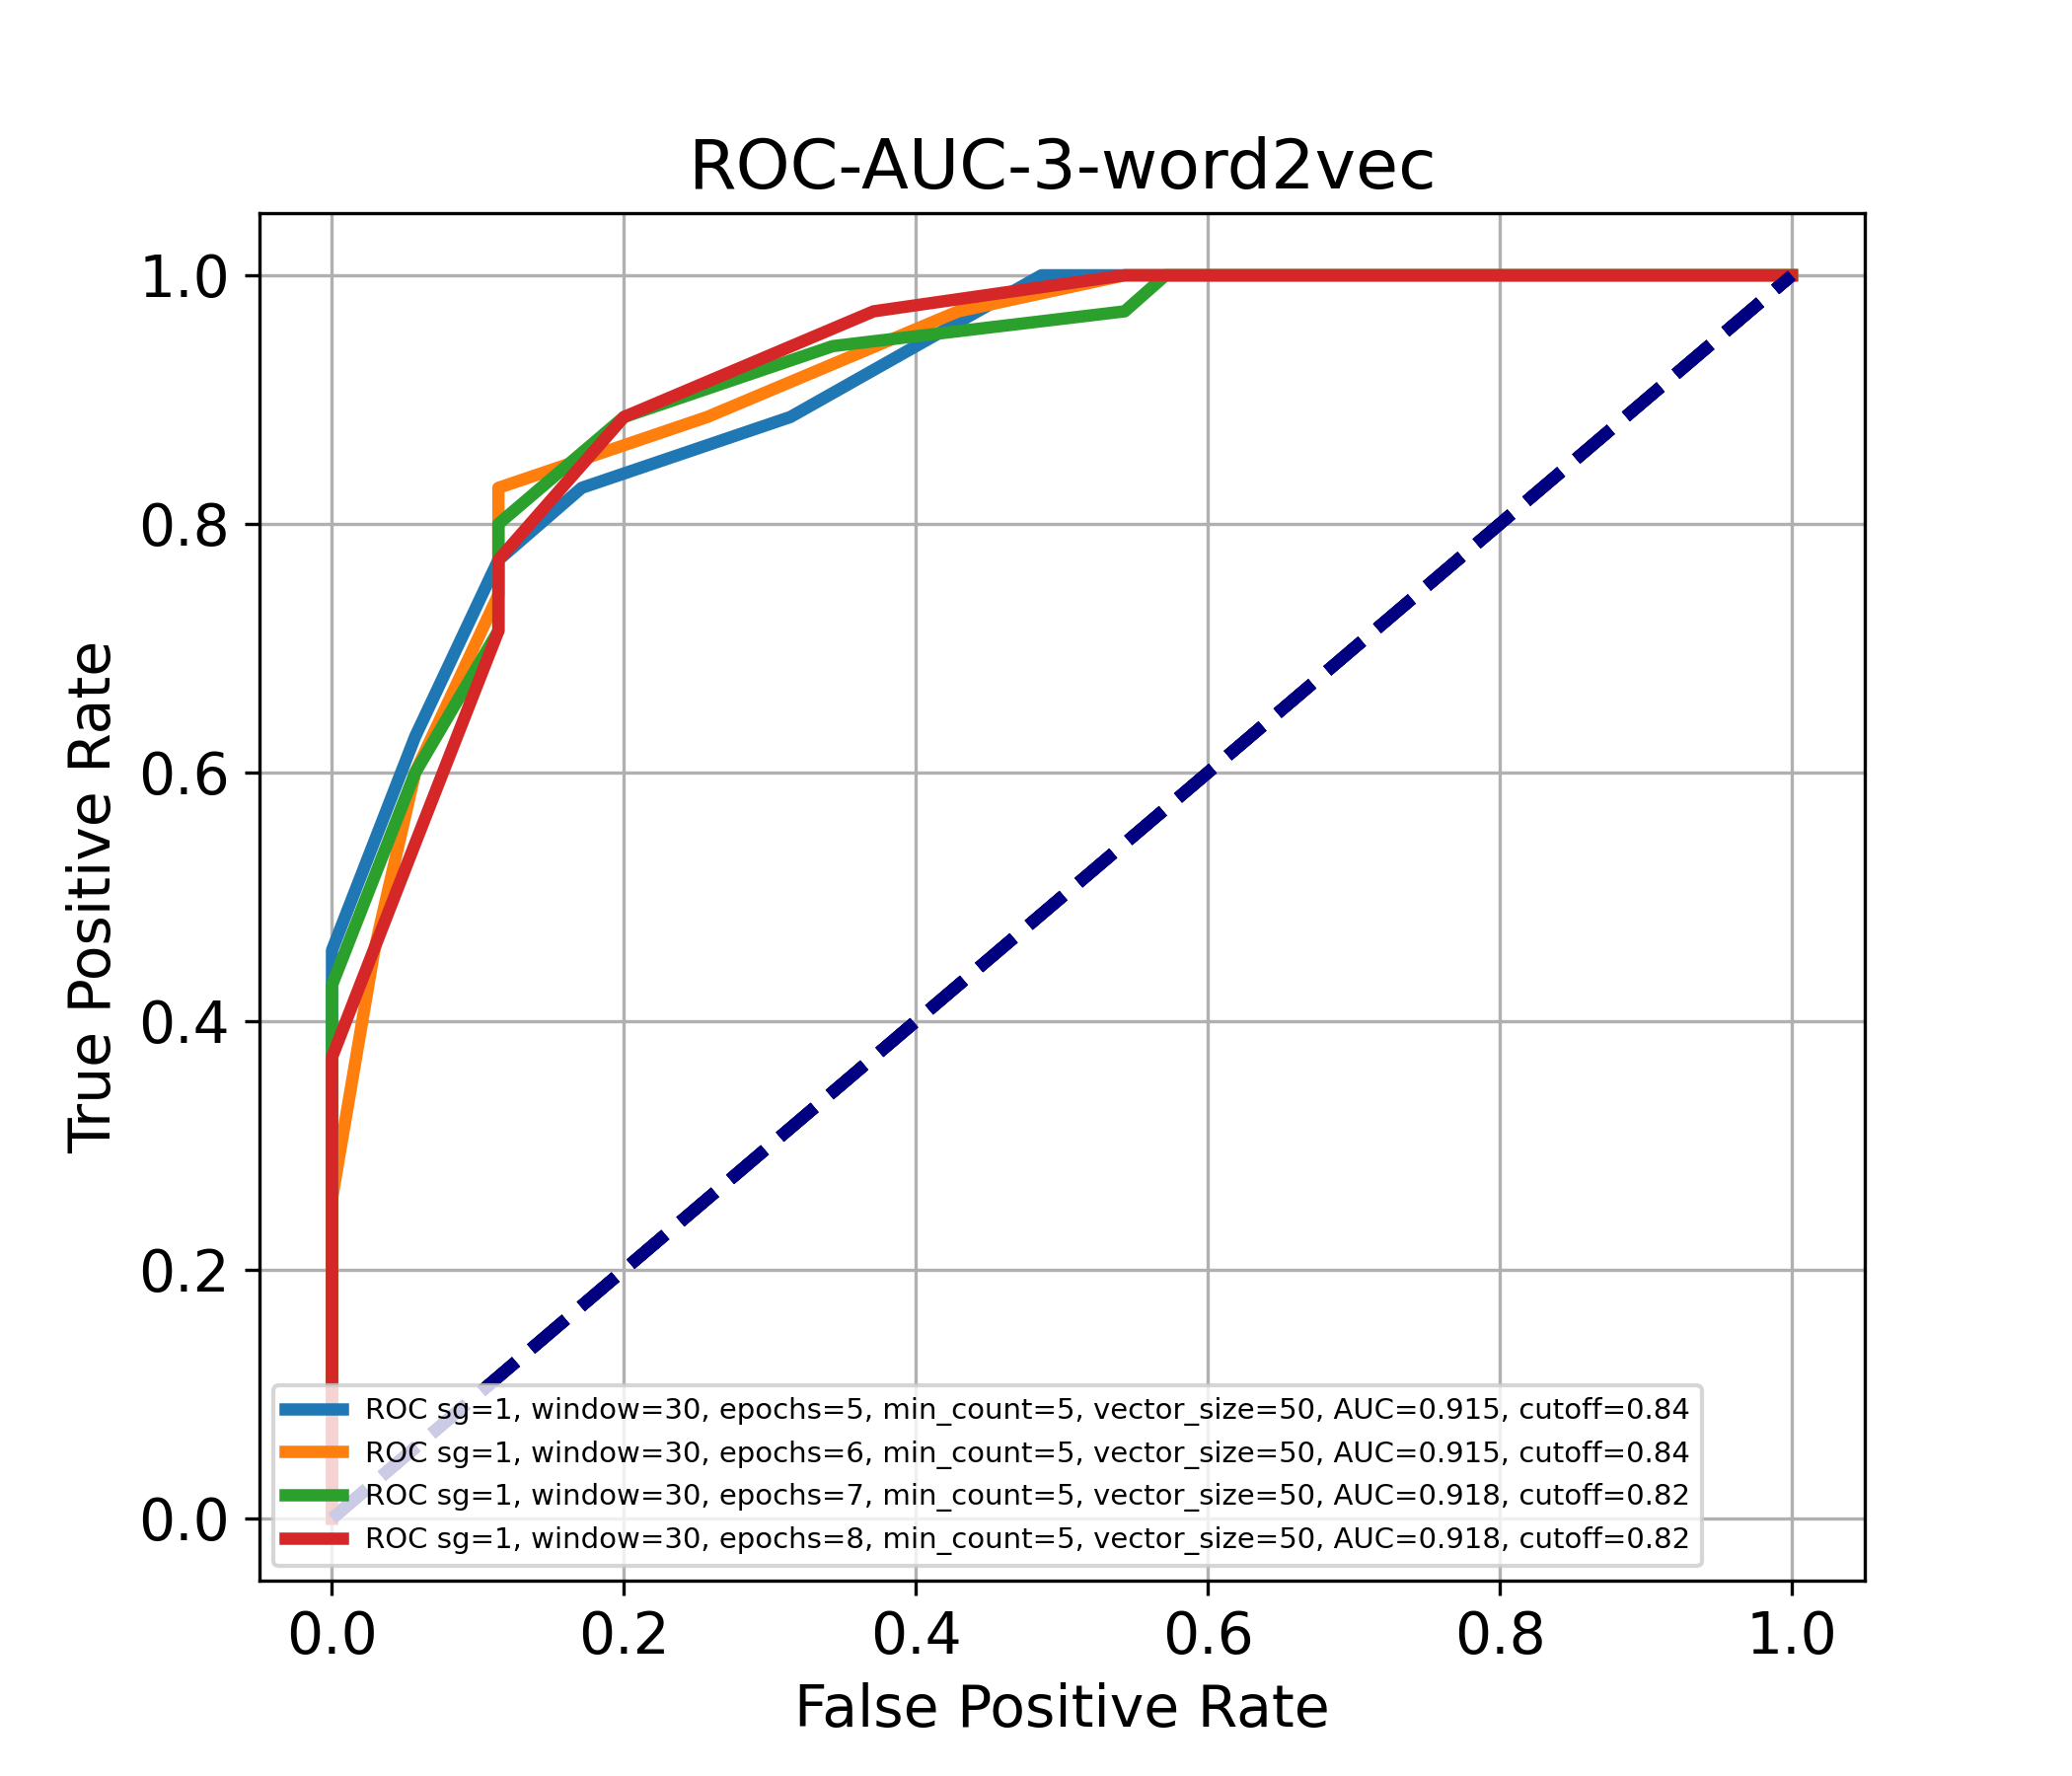 ROC-AUC-3-word2vec
True Positive Rate
1.0
0.8
0.6
0.4
0.2
0.0
ROC sg=1, window=30, epochs=5, min_count=5, vector_size=50, AUC=0.915, cutoff=0.84
ROC sg=1, window=30, epochs=6, min_count=5, vector_size=50, AUC=0.915, cutoff=0.84
ROC sg=1, window=30, epochs=7, min_count=5, vector_size=50, AUC=0.918, cutoff=0.82
ROC sg=1, window=30, epochs=8, min_count=5, vector_size=50, AUC=0.918, cutoff=0.82
0.0 0.2 0.4 0.6 0.8 1.0
False Positive Rate